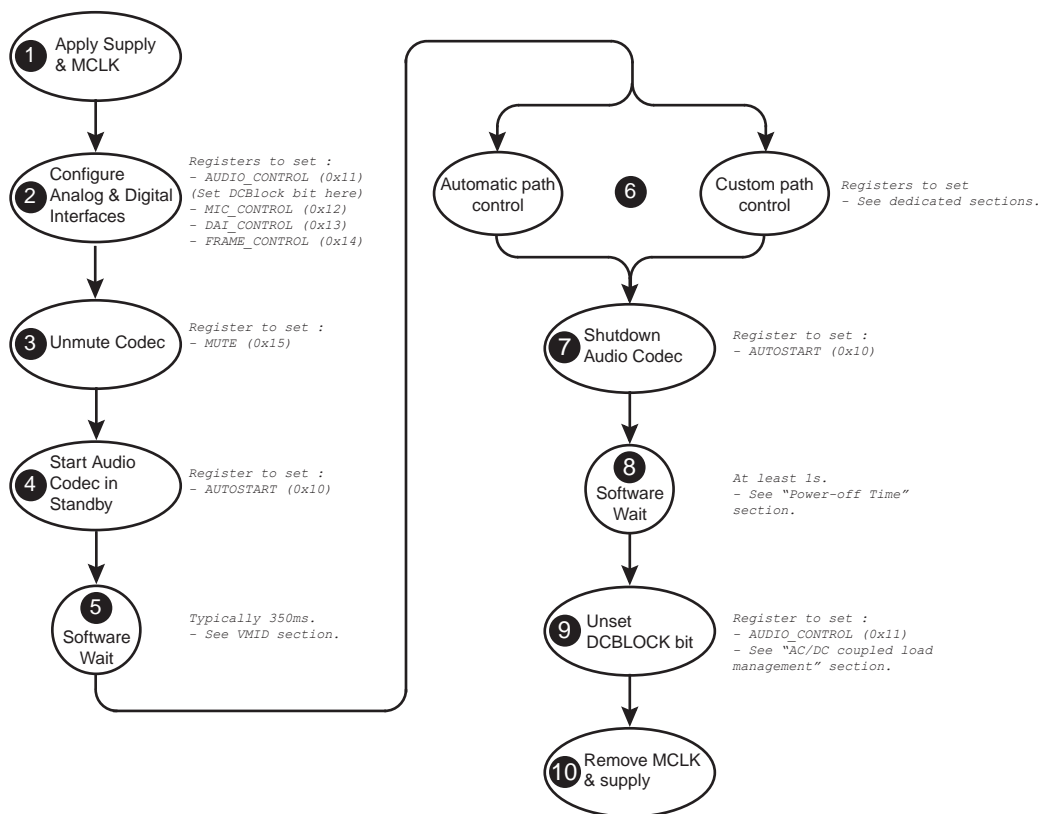 1
Apply Supply
& MCLK
2
Configure
Analog & Digital
Interfaces
Registers to set :
- AUDIO_CONTROL (0x11)
(Set DCBlock bit here)
- MIC_CONTROL (0x12)
- DAI_CONTROL (0x13)
- FRAME_CONTROL (0x14)
3
Unmute Codec
Register to set :
- MUTE (0x15)
4
Start Audio
Codec in
Standby
Register to set :
- AUTOSTART (0x10)
5
Software
Wait
Typically 350ms.
- See VMID section.
Automatic path
control
6
Custom path
control
Registers to set
- See dedicated sections.
7
Shutdown
Audio Codec
Register to set :
- AUTOSTART (0x10)
8
Software
Wait
At least 1s.
- See “Power-off Time”
section.
9
Unset
DCBLOCK bit
Register to set :
- AUDIO_CONTROL (0x11)
- See “AC/DC coupled load
management” section.
10
Remove MCLK
& supply